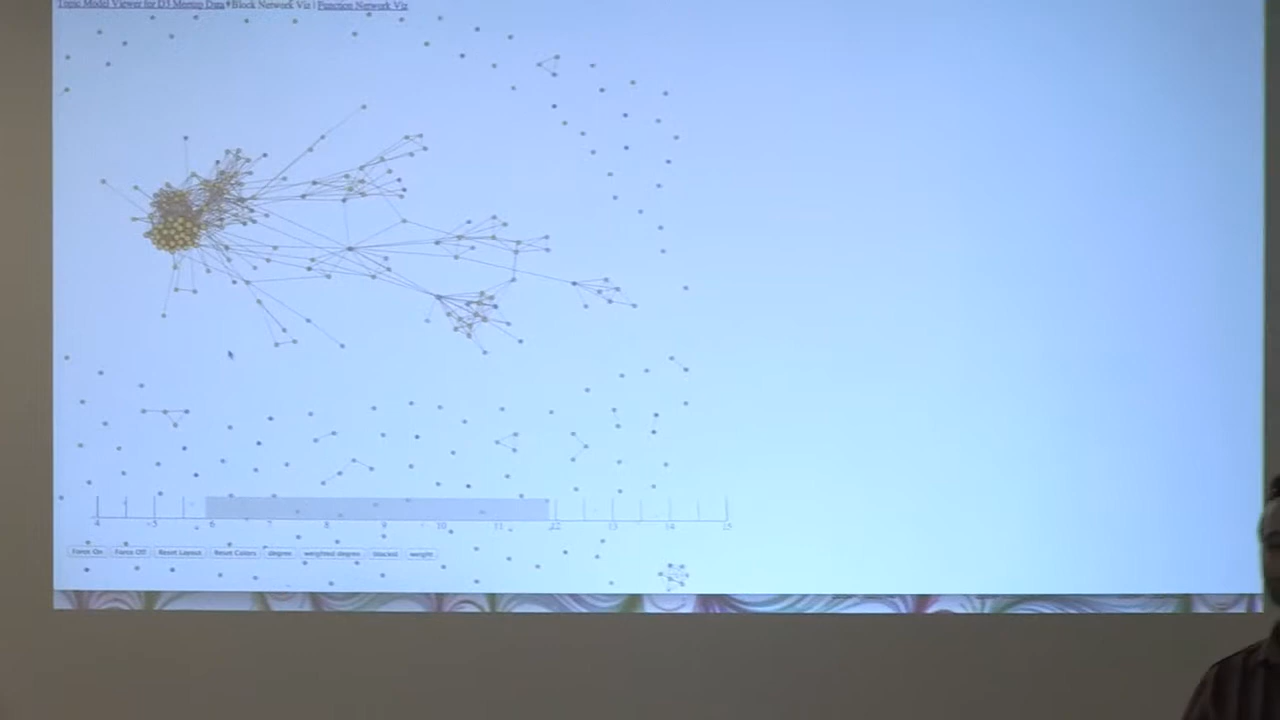 Topic Model Viewer for D3 Meetup Data * Block Network Viz | Function Network Viz
4 5 6 7 8 9 10 11 12 13 14 15
Force On Force Off Reset Layout Reset Colors degree weighted degree blocked weight